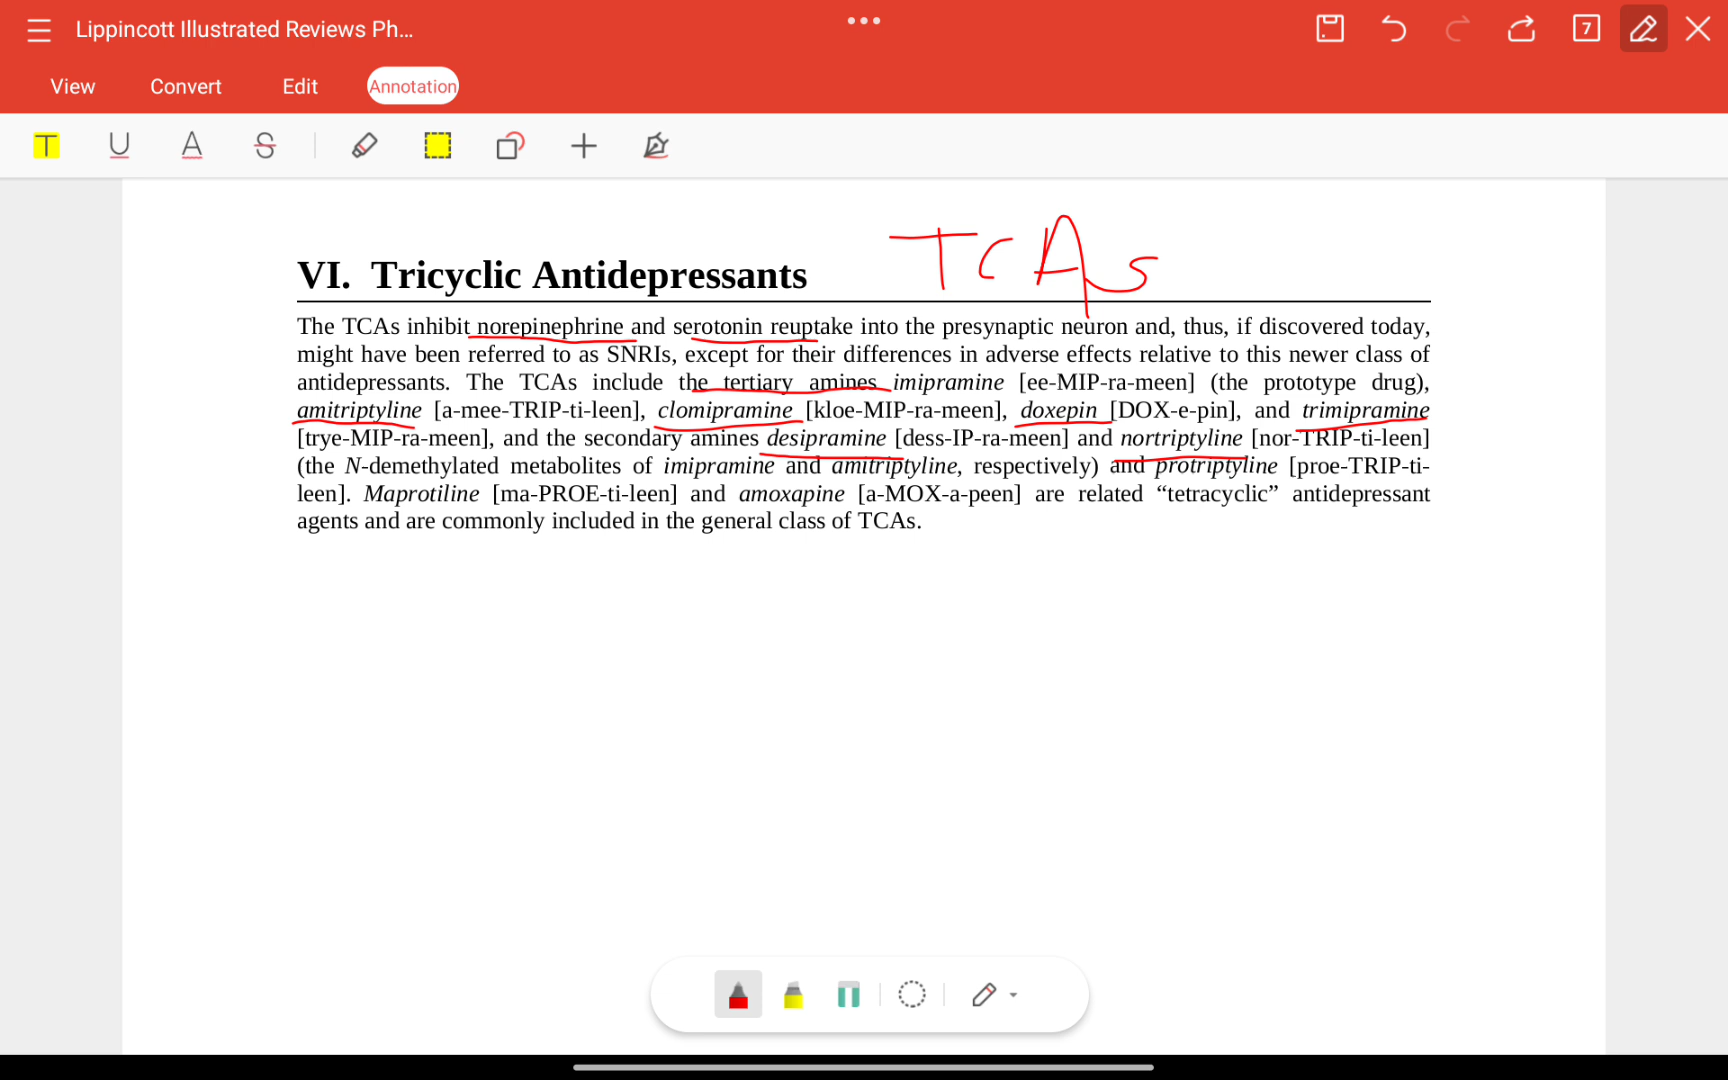 Lippincott Illustrated Reviews Ph...
7
View Convert Edit Annotation
T U A S
TCAs
VI. Tricyclic Antidepressants
The TCAs inhibit norepinephrine and serotonin reuptake into the presynaptic neuron and, thus, if discovered today,
might have been referred to as SNRIs, except for their differences in adverse effects relative to this newer class of
antidepressants. The TCAs include the tertiary amines imipramine [ee-MIP-ra-meen] (the prototype drug),
amitriptyline [a-mee-TRIP-ti-leen], clomipramine [kloe-MIP-ra-meen], doxepin [DOX-e-pin], and trimipramine
[trye-MIP-ra-meen], and the secondary amines desipramine [dess-IP-ra-meen] and nortriptyline [nor-TRIP-ti-leen]
(the N-demethylated metabolites of imipramine and amitriptyline, respectively) and protriptyline [proe-TRIP-ti-
leen]. Maprotiline [ma-PROE-ti-leen] and amoxapine [a-MOX-a-peen] are related “tetracyclic” antidepressant
agents and are commonly included in the general class of TCAs.